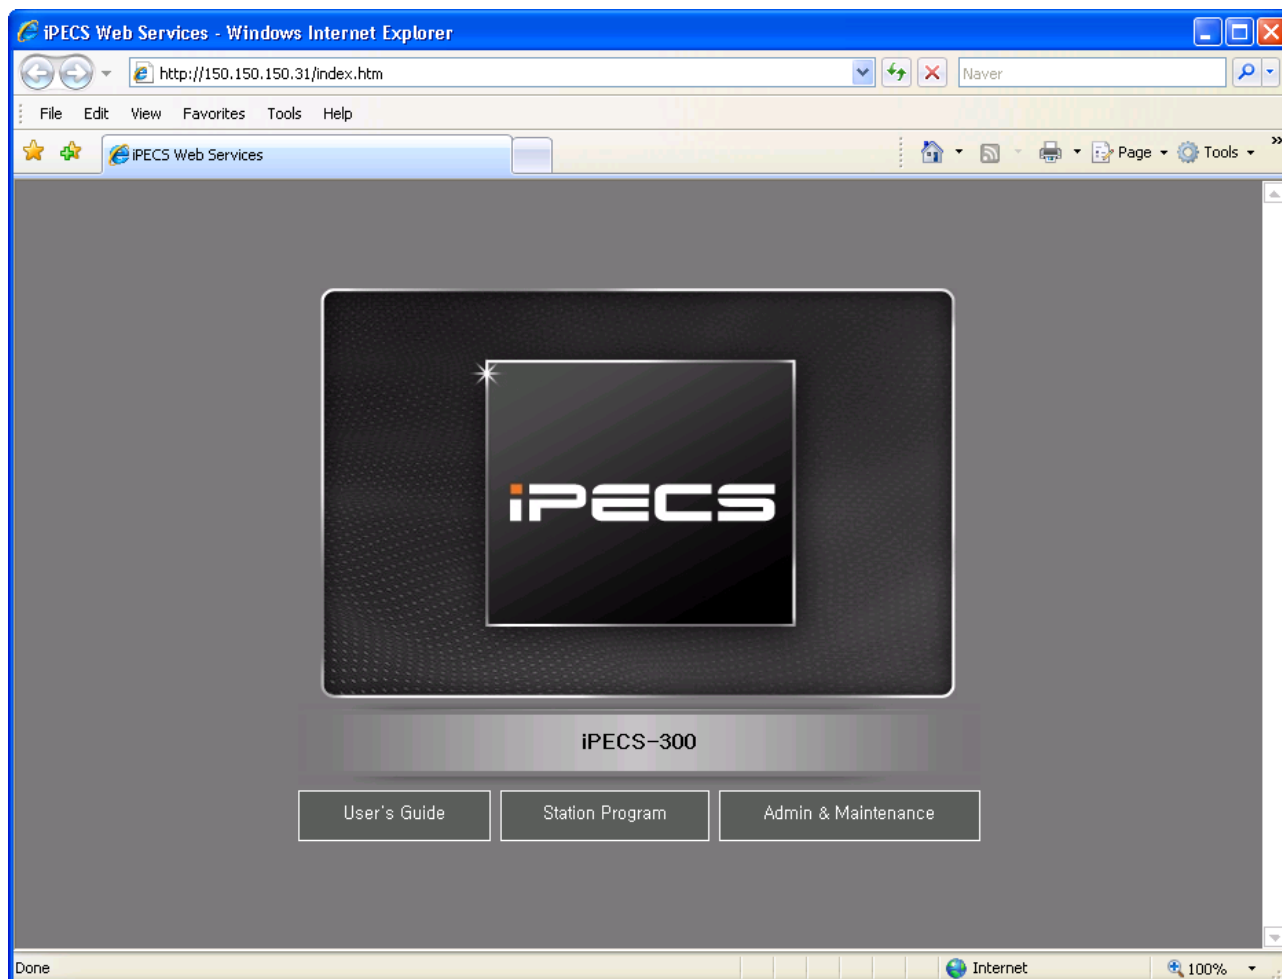 iPECS Web Services - Windows Internet Explorer
http://150.150.150.31/index.htm
Naver
File Edit View Favorites Tools Help
iPECS Web Services
Page Tools »
iPECS
iPECS-300
User's Guide
Station Program
Admin & Maintenance
Done
Internet
100%